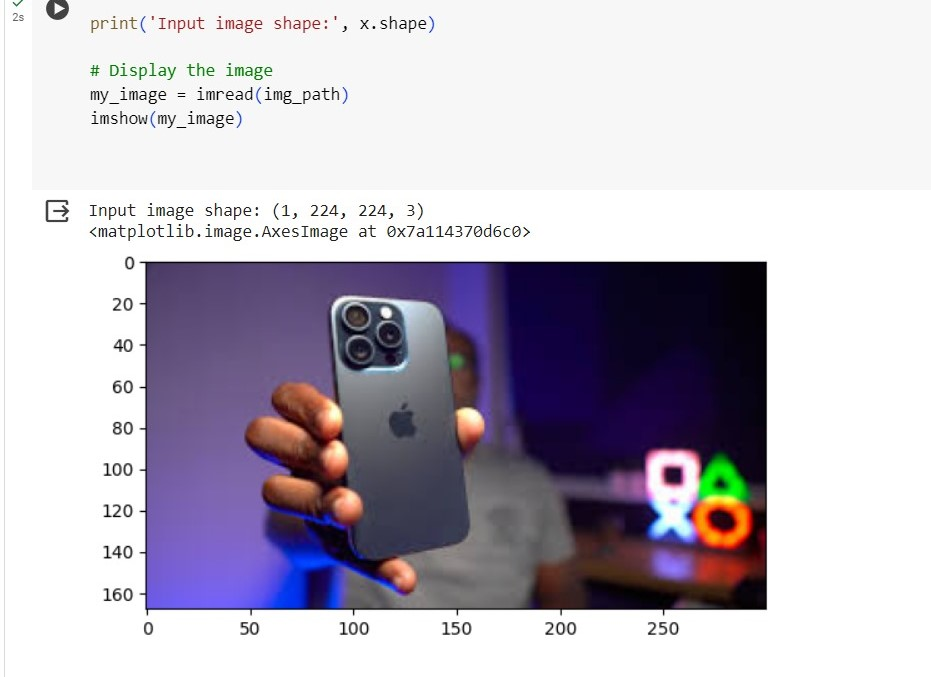 2s
print('Input image shape:', x.shape)
# Display the image
my_image = imread(img_path)
imshow(my_image)
Input image shape: (1, 224, 224, 3)
<matplotlib.image.AxesImage at 0x7a114370d6c0>
0
20
40
60
80
100
120
140
160
0 50 100 150 200 250